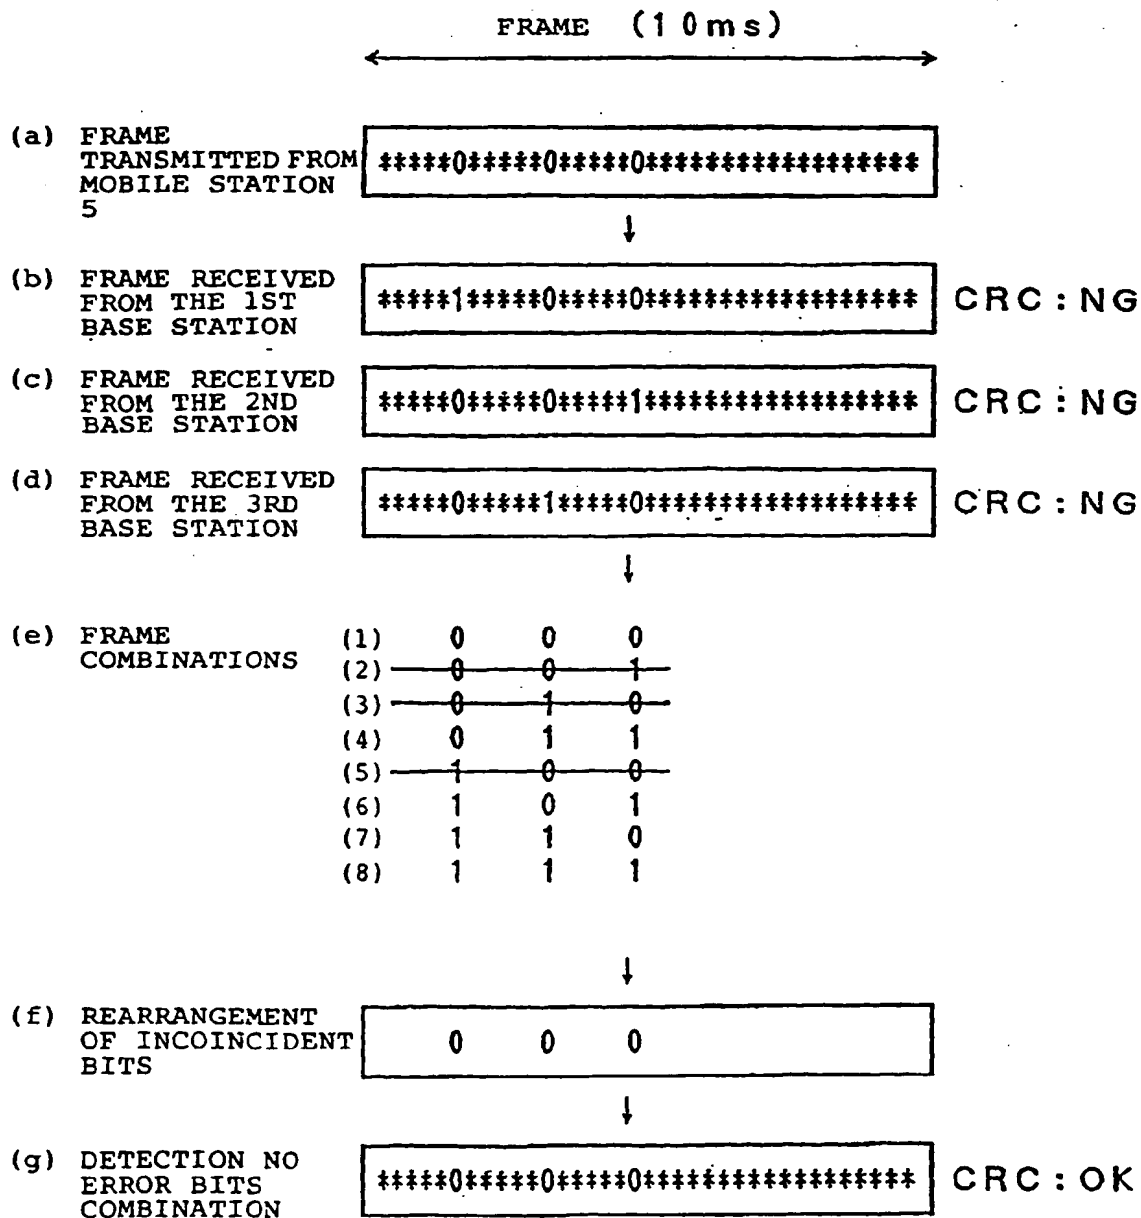 FRAME (10ms)
(a) FRAME
TRANSMITTED FROM
MOBILE STATION
5
*****0*****0*****0******************
(b) FRAME RECEIVED
FROM THE 1ST
BASE STATION
*****1*****0*****0******************
CRC:NG
(c) FRAME RECEIVED
FROM THE 2ND
BASE STATION
*****0*****0*****1******************
CRC:NG
(d) FRAME RECEIVED
FROM THE 3RD
BASE STATION
*****0*****1*****0******************
CRC:NG
(e) FRAME
COMBINATIONS
(1) 0 0 0
(2) 0 0 1
(3) 0 1 0
(4) 0 1 1
(5) 1 0 0
(6) 1 0 1
(7) 1 1 0
(8) 1 1 1
(f) REARRANGEMENT
OF INCOINCIDENT
BITS
0 0 0
(g) DETECTION NO
ERROR BITS
COMBINATION
*****0*****0*****0******************
CRC:OK